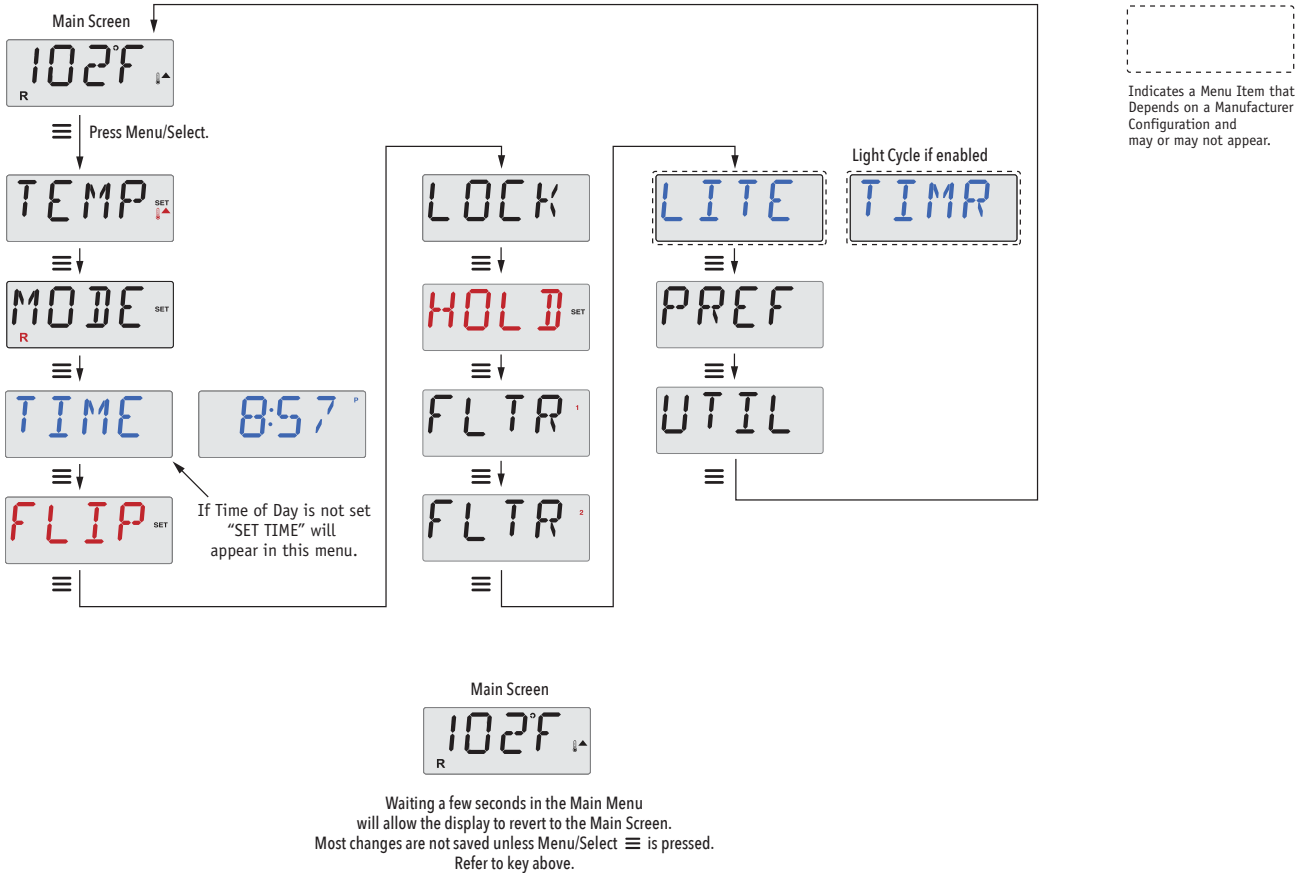 Main Screen
102°F
R
Press Menu/Select.
TEMP SET
MODE SET
R
TIME
8:57 P
If Time of Day is not set
“SET TIME” will
appear in this menu.
FLIP SET
LOCK
HOLD SET
FLTR 1
FLTR 2
Light Cycle if enabled
LITE
TIMR
PREF
UTIL
Indicates a Menu Item that
Depends on a Manufacturer
Configuration and
may or may not appear.
Main Screen
102°F
R
Waiting a few seconds in the Main Menu
will allow the display to revert to the Main Screen.
Most changes are not saved unless Menu/Select ☰ is pressed.
Refer to key above.